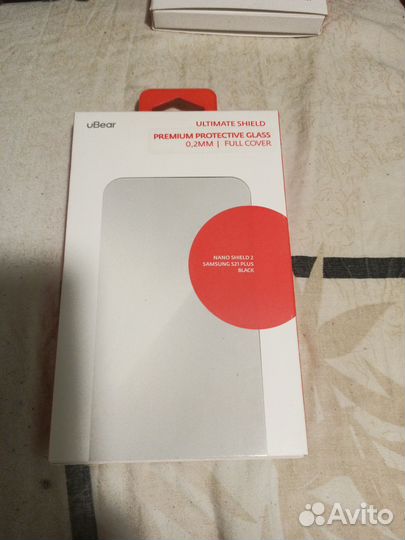 uBear
ULTIMATE SHIELD
PREMIUM PROTECTIVE GLASS
0,2MM | FULL COVER
NANO SHIELD 2
SAMSUNG S21 PLUS
BLACK
Avito